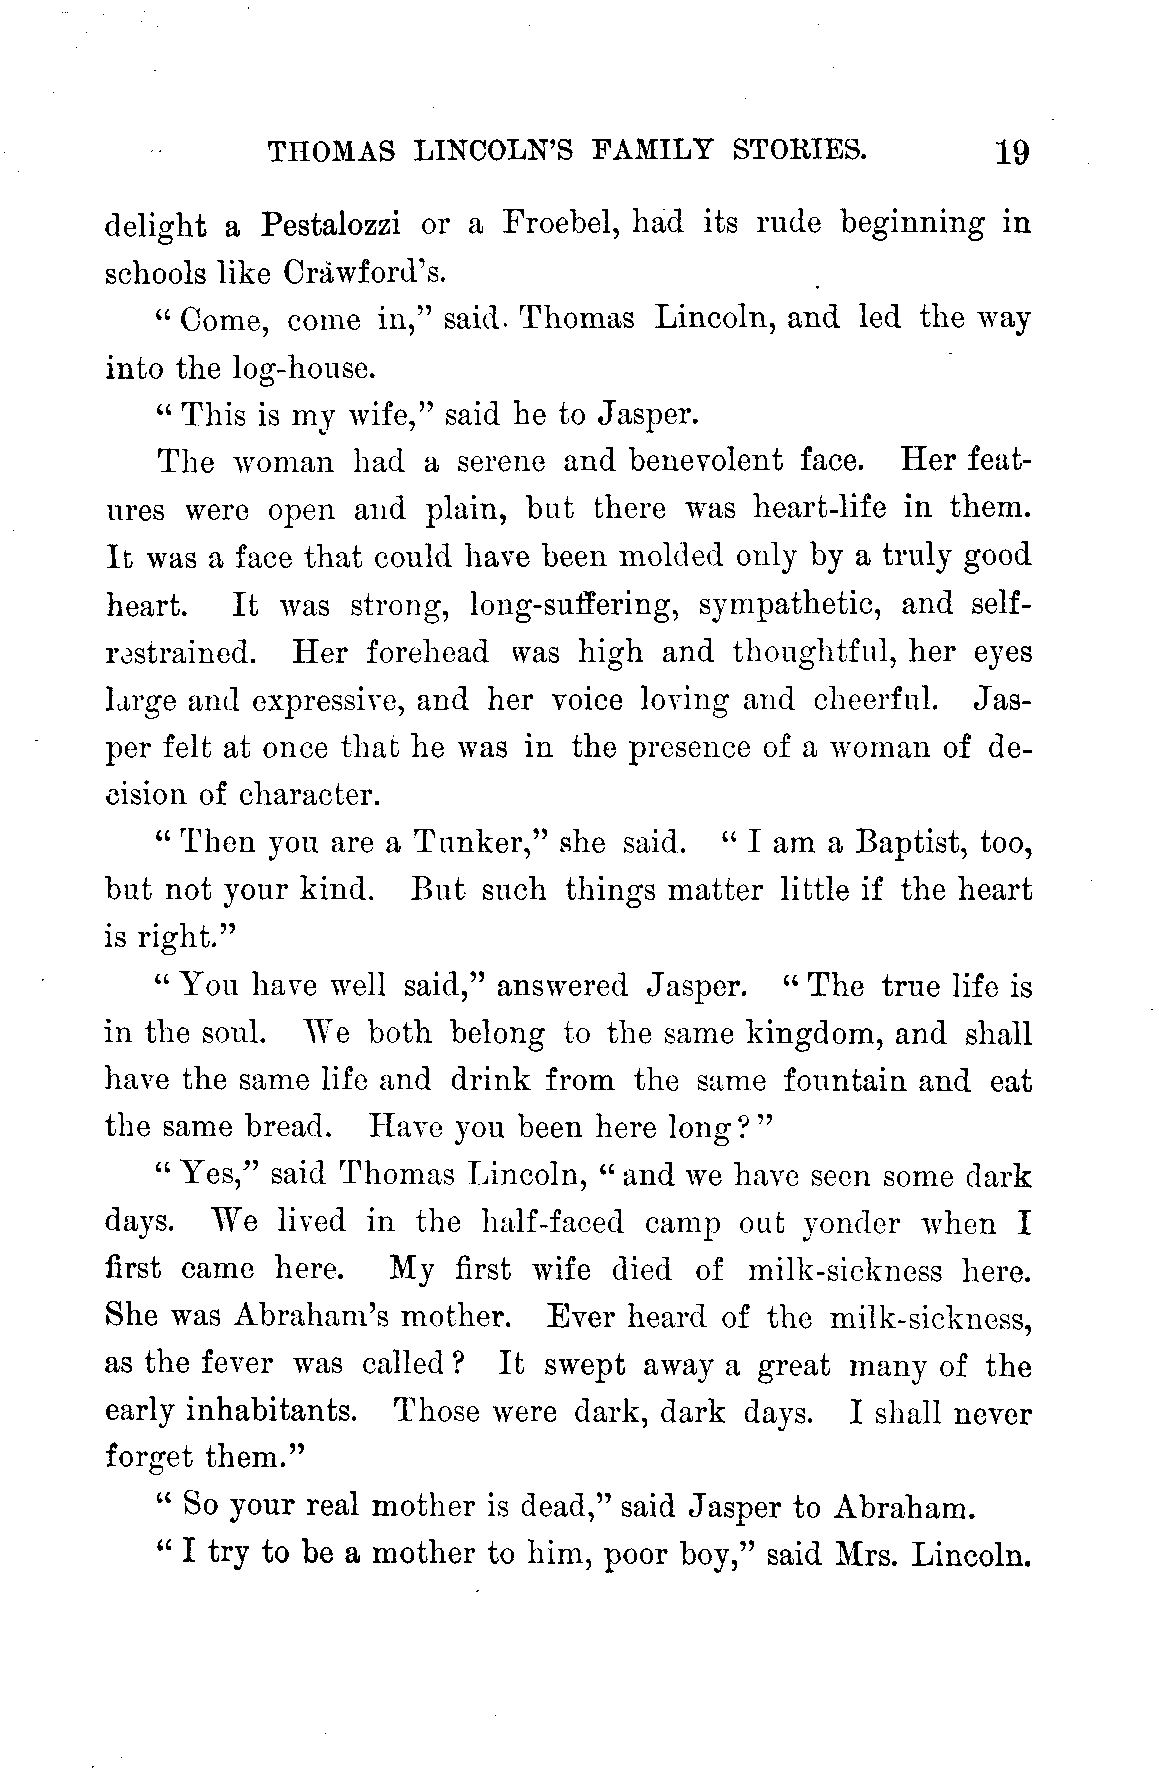 THOMAS LINCOLN'S FAMILY STORIES. 19
delight a Pestalozzi or a Froebel, had its rude beginning in
schools like Crawford's.
“ Come, come in,” said. Thomas Lincoln, and led the way
into the log-house.
“ This is my wife,” said he to Jasper.
The woman had a serene and benevolent face. Her feat-
ures were open and plain, but there was heart-life in them.
It was a face that could have been molded only by a truly good
heart. It was strong, long-suffering, sympathetic, and self-
restrained. Her forehead was high and thoughtful, her eyes
large and expressive, and her voice loving and cheerful. Jas-
per felt at once that he was in the presence of a woman of de-
cision of character.
“ Then you are a Tunker,” she said. “ I am a Baptist, too,
but not your kind. But such things matter little if the heart
is right.”
“ You have well said,” answered Jasper. “ The true life is
in the soul. We both belong to the same kingdom, and shall
have the same life and drink from the same fountain and eat
the same bread. Have you been here long ? ”
“ Yes,” said Thomas Lincoln, “ and we have seen some dark
days. We lived in the half-faced camp out yonder when I
first came here. My first wife died of milk-sickness here.
She was Abraham's mother. Ever heard of the milk-sickness,
as the fever was called ? It swept away a great many of the
early inhabitants. Those were dark, dark days. I shall never
forget them.”
“ So your real mother is dead,” said Jasper to Abraham.
“ I try to be a mother to him, poor boy,” said Mrs. Lincoln.